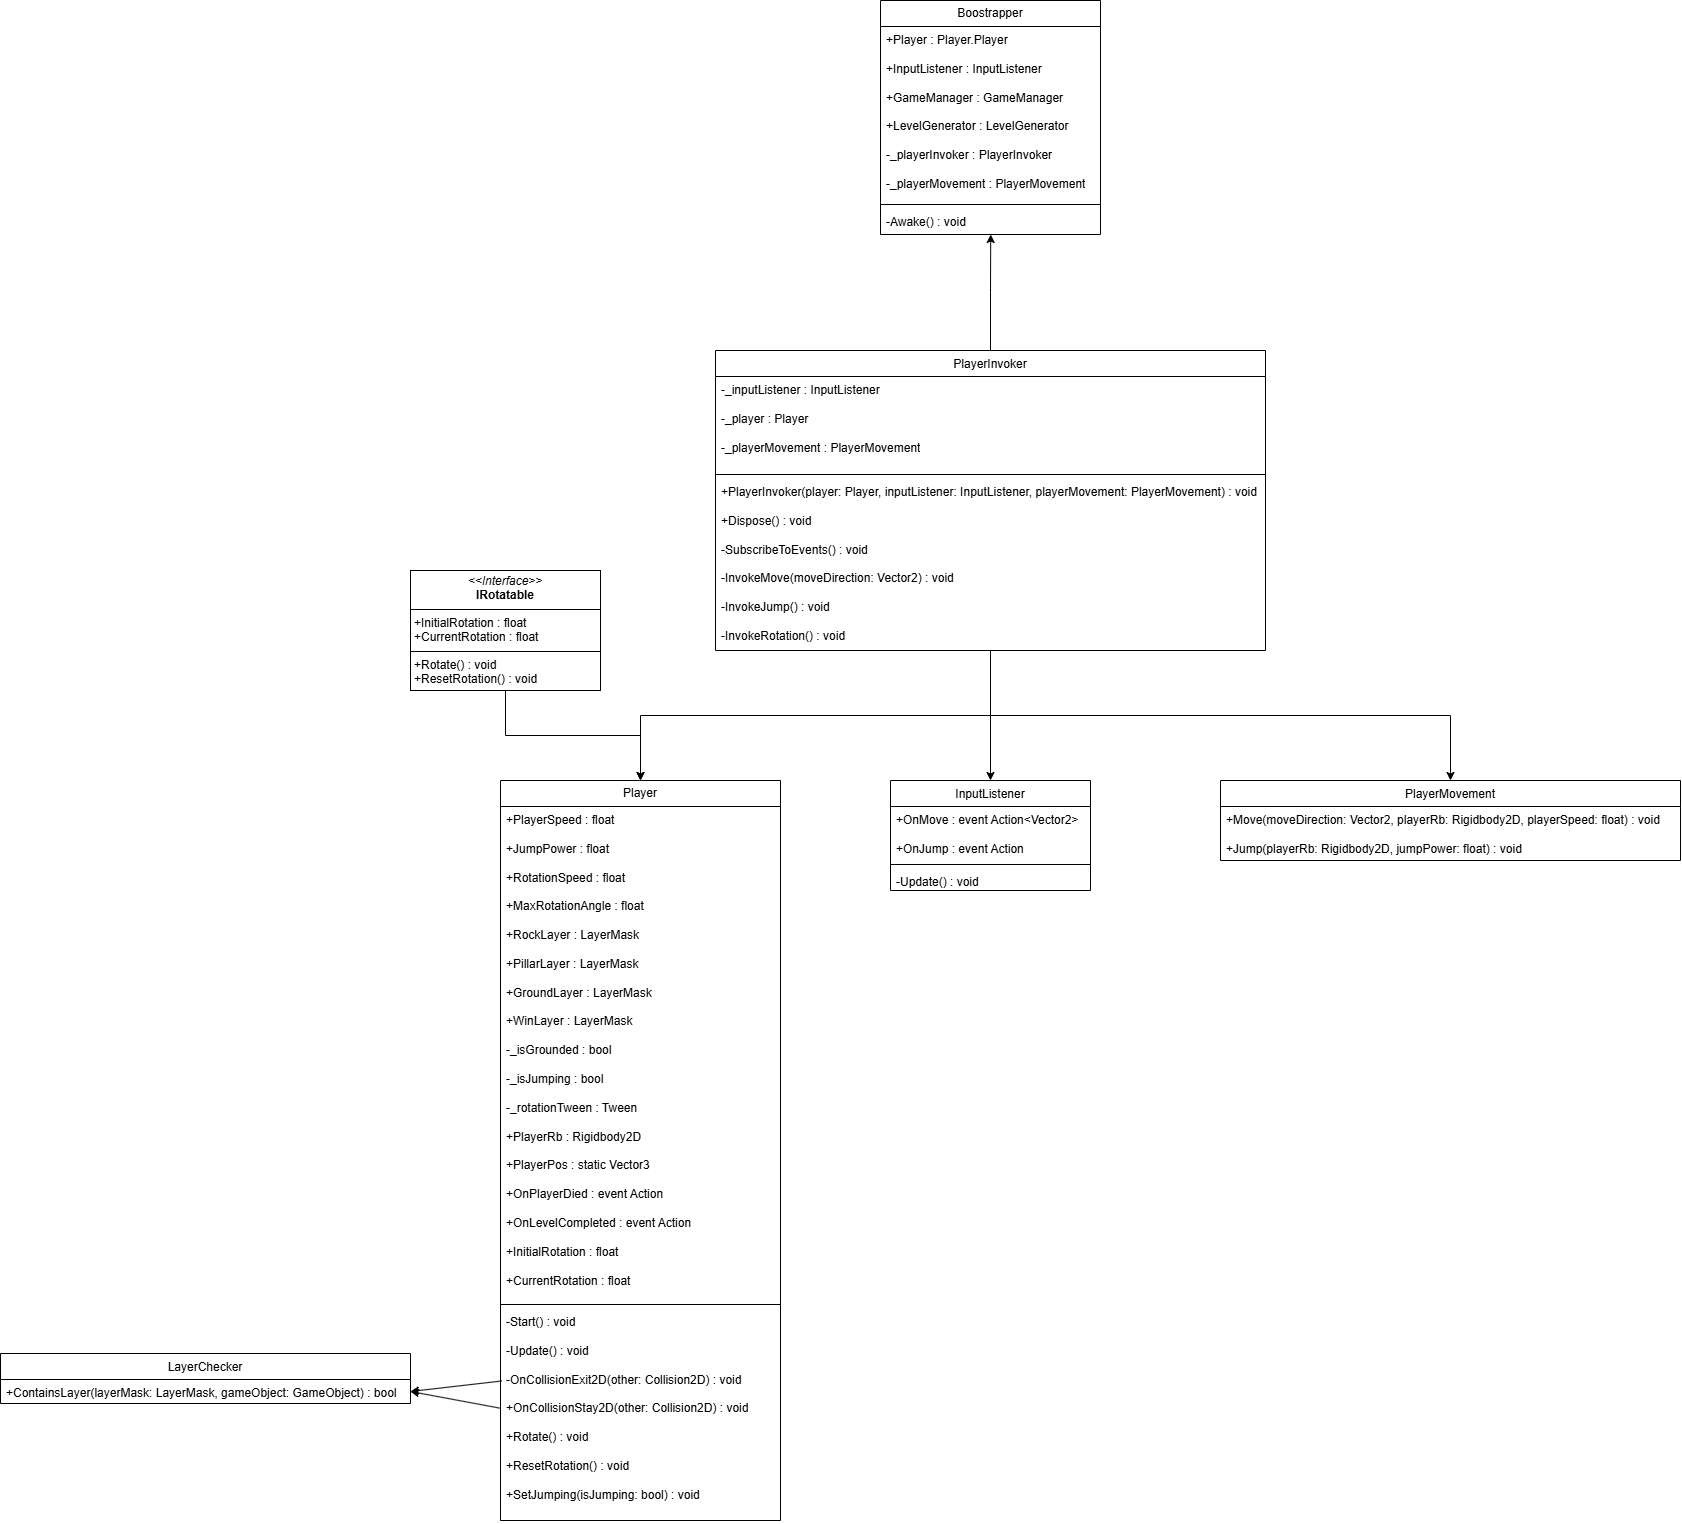 Boostrapper
+Player : Player.Player
+InputListener : InputListener
+GameManager : GameManager
+LevelGenerator : LevelGenerator
-_playerInvoker : PlayerInvoker
-_playerMovement : PlayerMovement
-Awake() : void
PlayerInvoker
-_inputListener : InputListener
-_player : Player
-_playerMovement : PlayerMovement
+PlayerInvoker(player: Player, inputListener: InputListener, playerMovement: PlayerMovement) : void
+Dispose() : void
-SubscribeToEvents() : void
-InvokeMove(moveDirection: Vector2) : void
-InvokeJump() : void
-InvokeRotation() : void
<<Interface>>
IRotatable
+InitialRotation : float
+CurrentRotation : float
+Rotate() : void
+ResetRotation() : void
Player
+PlayerSpeed : float
+JumpPower : float
+RotationSpeed : float
+MaxRotationAngle : float
+RockLayer : LayerMask
+PillarLayer : LayerMask
+GroundLayer : LayerMask
+WinLayer : LayerMask
-_isGrounded : bool
-_isJumping : bool
-_rotationTween : Tween
+PlayerRb : Rigidbody2D
+PlayerPos : static Vector3
+OnPlayerDied : event Action
+OnLevelCompleted : event Action
+InitialRotation : float
+CurrentRotation : float
-Start() : void
-Update() : void
-OnCollisionExit2D(other: Collision2D) : void
+OnCollisionStay2D(other: Collision2D) : void
+Rotate() : void
+ResetRotation() : void
+SetJumping(isJumping: bool) : void
InputListener
+OnMove : event Action<Vector2>
+OnJump : event Action
-Update() : void
PlayerMovement
+Move(moveDirection: Vector2, playerRb: Rigidbody2D, playerSpeed: float) : void
+Jump(playerRb: Rigidbody2D, jumpPower: float) : void
LayerChecker
+ContainsLayer(layerMask: LayerMask, gameObject: GameObject) : bool